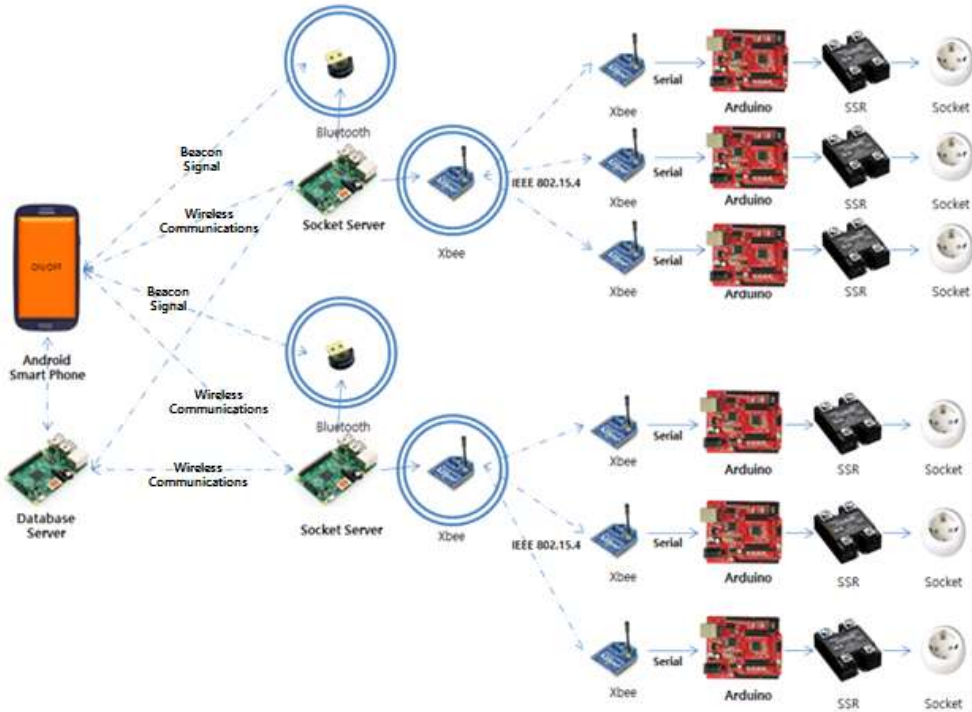 Bluetooth
Xbee
Serial
Arduino
SSR
Socket
Beacon
Signal
Wireless
Communications
Socket Server
Xbee
IEEE 802.15.4
Xbee
Serial
Arduino
SSR
Socket
Xbee
Serial
Arduino
SSR
Socket
ON/OFF
Beacon
Signal
Android
Smart Phone
Wireless
Communications
Bluetooth
Xbee
Serial
Arduino
SSR
Socket
Wireless
Communications
Database
Server
Socket Server
Xbee
IEEE 802.15.4
Xbee
Serial
Arduino
SSR
Socket
Xbee
Serial
Arduino
SSR
Socket